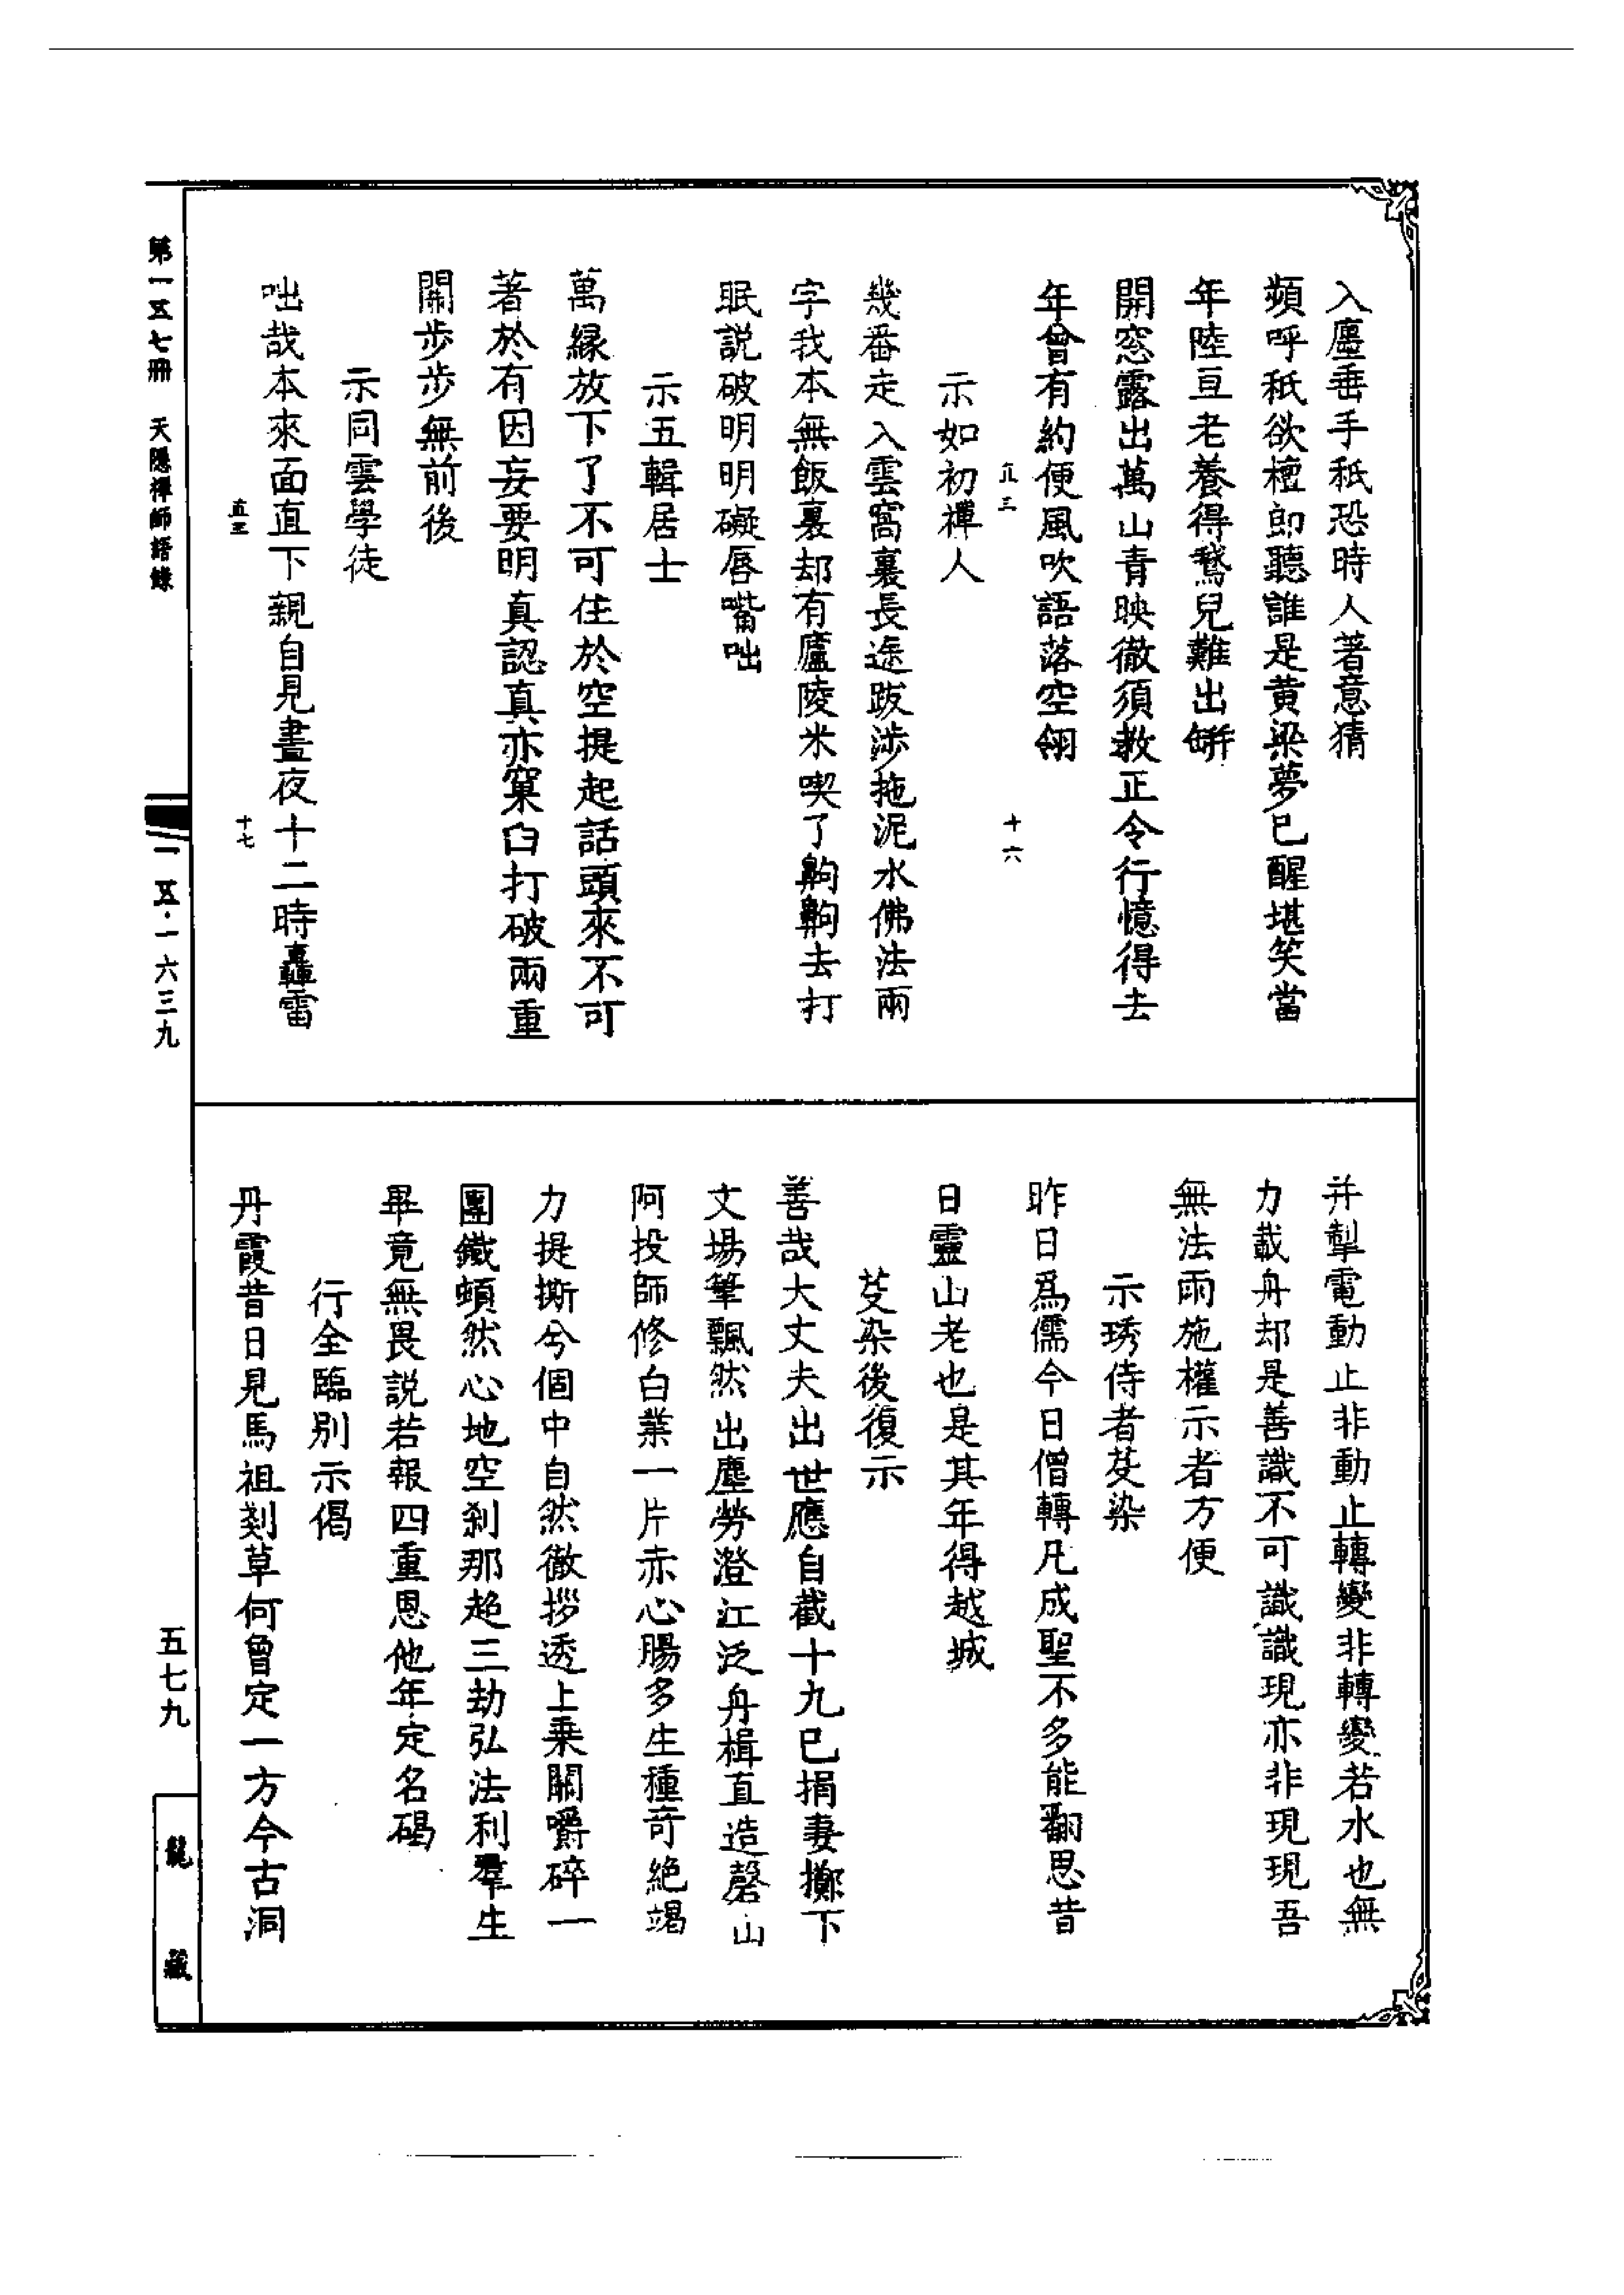 入廛垂手秖恐時人著意猜
頻呼秖欲檀郎聽誰是黃梁夢已醒堪笑當
年陸亘老養得鵞兒難出缾
開窓露出萬山青映徹須教正令行憶得去
年曾有約便風吹語落空翎
十六
示如初禪人
幾番走入雲窩裏長途跋涉拖泥水佛法兩
字我本無飯裏却有廬陵米喫了齁齁去打
眠説破明明礙唇嘴咄
示五輯居士
萬緣放下了不可住於空提起話頭來不可
著於有因妄要明真認真亦窠臼打破兩重
關步步無前後
示同雲學徒
咄哉本來面直下親自見晝夜十二時轟雷
十七
并掣電動止非動止轉變非轉變若水也無
力載舟却是善識不可識識現亦非現現吾
無法雨施權示者方便
示琇侍者芟染
昨日爲儒今日僧轉凡成聖不多能翻思昔
日靈山老也是其年得越城
芟染後復示
善哉大丈夫出世應自截十九已捐妻擲下
文場筆飄然出塵勞澄江泛舟楫直造磬山
阿投師修白業一片赤心腸多生種奇絶竭
力提撕兮個中自然徹拶透上乘關嚼碎一
團鐵頓然心地空刹那超三劫弘法利羣生
畢竟無畏説若報四重恩他年定名碣
行全臨別示偈
丹霞昔日見馬祖剗草何曾定一方今古洞
第一五七冊　天隱禪師語錄
一五·一六三九
五七九
龍藏